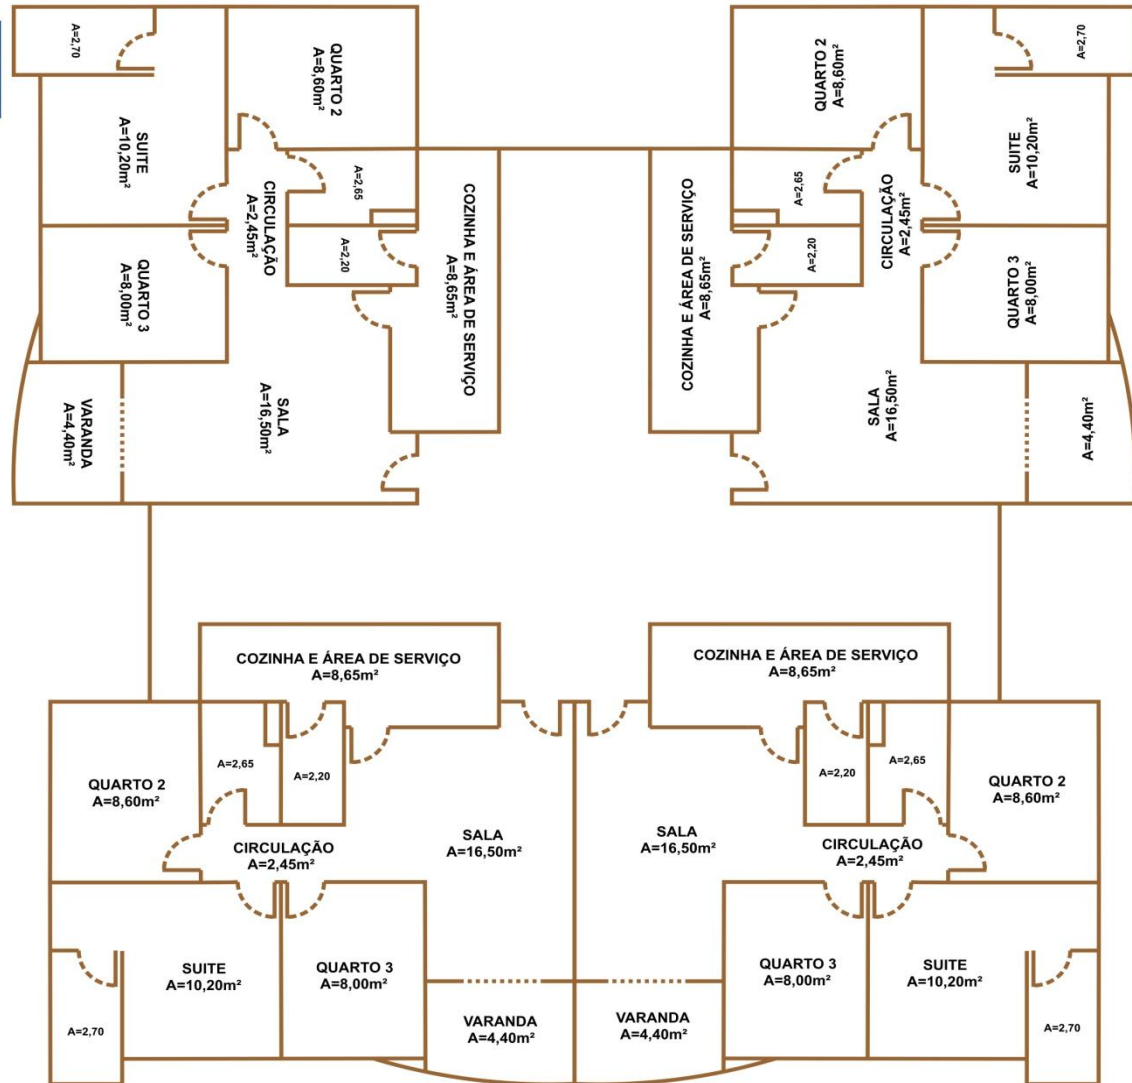 A=2,70
QUARTO 2
A=8,60m²
SUITE
A=10,20m²
A=2,65
CIRCULAÇÃO
A=2,45m²
A=2,20
COZINHA E ÁREA DE SERVIÇO
A=8,65m²
QUARTO 3
A=8,00m²
SALA
A=16,50m²
VARANDA
A=4,40m²
QUARTO 2
A=8,60m²
A=2,70
SUITE
A=10,20m²
A=2,65
CIRCULAÇÃO
A=2,45m²
A=2,20
COZINHA E ÁREA DE SERVIÇO
A=8,65m²
QUARTO 3
A=8,00m²
SALA
A=16,50m²
A=4,40m²
COZINHA E ÁREA DE SERVIÇO
A=8,65m²
A=2,65
A=2,20
QUARTO 2
A=8,60m²
CIRCULAÇÃO
A=2,45m²
SALA
A=16,50m²
SUITE
A=10,20m²
QUARTO 3
A=8,00m²
A=2,70
VARANDA
A=4,40m²
COZINHA E ÁREA DE SERVIÇO
A=8,65m²
A=2,20
A=2,65
QUARTO 2
A=8,60m²
SALA
A=16,50m²
CIRCULAÇÃO
A=2,45m²
QUARTO 3
A=8,00m²
SUITE
A=10,20m²
VARANDA
A=4,40m²
A=2,70